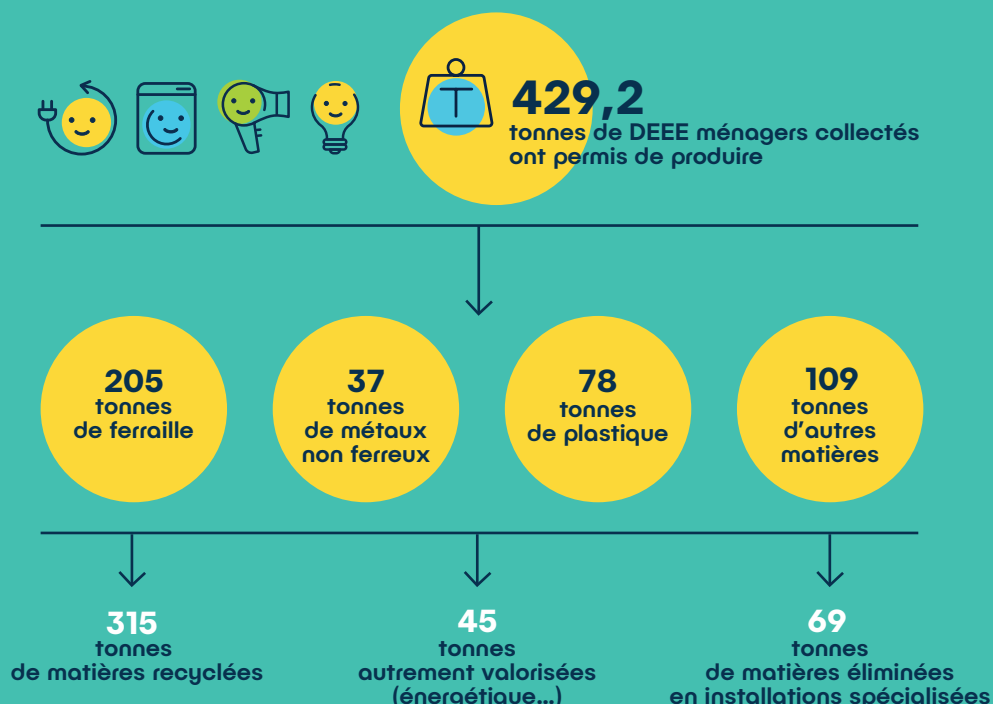 T
429,2
tonnes de DEEE ménagers collectés
ont permis de produire
205
tonnes
de ferraille
37
tonnes
de métaux
non ferreux
78
tonnes
de plastique
109
tonnes
d'autres
matières
315
tonnes
de matières recyclées
45
tonnes
autrement valorisées
(énergétique...)
69
tonnes
de matières éliminées
en installations spécialisées